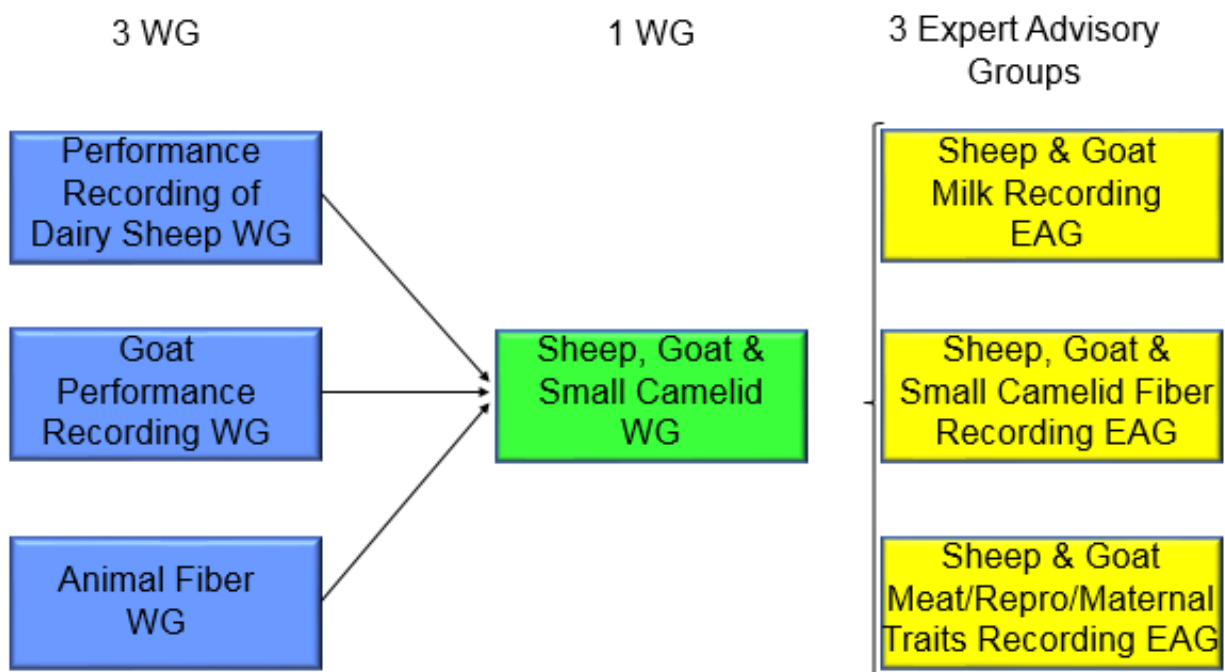 3 WG
1 WG
3 Expert Advisory
Groups
Performance
Recording of
Dairy Sheep WG
Goat
Performance
Recording WG
Animal Fiber
WG
Sheep, Goat &
Small Camelid
WG
Sheep & Goat
Milk Recording
EAG
Sheep, Goat &
Small Camelid Fiber
Recording EAG
Sheep & Goat
Meat/Repro/Maternal
Traits Recording EAG